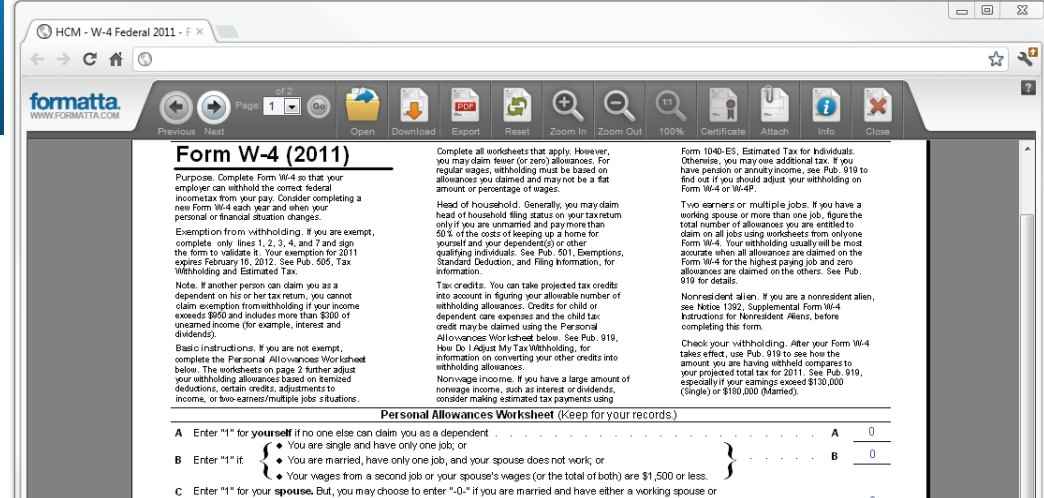 HCM - W-4 Federal 2011 - F
formatta.
WWW.FORMATTA.COM
Previous
Next
Page:
1
of 2
Go
Open
Download
PDF
Export
Reset
Zoom In
Zoom Out
1:1
100%
Certificate
Attach
Info
Close
?
Form W-4 (2011)
Purpose. Complete Form W-4 so that your
employer can withhold the correct federal
incometax from your pay. Consider completing a
new Form W-4 each year and when your
personal or financial situation changes.
Exemption from withholding. If you are exempt,
complete only lines 1, 2, 3, 4, and 7 and sign
the form to validate it. Your exemption for 2011
expires February 16, 2012. See Pub. 505, Tax
Withholding and Estimated Tax.
Note. If another person can claim you as a
dependent on his or her tax return, you cannot
claim exemption from withholding if your income
exceeds $950 and includes more than $300 of
unearned income (for example, interest and
dividends).
Basic instructions. If you are not exempt,
complete the Personal Allowances Worksheet
below. The worksheets on page 2 further adjust
your withholding allowances based on itemized
deductions, certain credits, adjustments to
income, or two-earners/multiple jobs situations.
Complete all worksheets that apply. However,
you may claim fewer (or zero) allowances. For
regular wages, withholding must be based on
allowances you claimed and may not be a flat
amount or percentage of wages.
Head of household. Generally, you may claim
head of household filing status on your tax return
only if you are unmarried and pay more than
50% of the costs of keeping up a home for
yourself and your dependent(s) or other
qualifying individuals. See Pub. 501, Exemptions,
Standard Deduction, and Filing Information, for
information.
Tax credits. You can take projected tax credits
into account in figuring your allowable number of
withholding allowances. Credits for child or
dependent care expenses and the child tax
credit may be claimed using the Personal
Allowances Worksheet below. See Pub. 919,
How Do I Adjust My Tax Withholding, for
information on converting your other credits into
withholding allowances.
Nonwage income. If you have a large amount of
nonwage income, such as interest or dividends,
consider making estimated tax payments using
Form 1040-ES, Estimated Tax for Individuals.
Otherwise, you may owe additional tax. If you
have pension or annuity income, see Pub. 919 to
find out if you should adjust your withholding on
Form W-4 or W-4P.
Two earners or multiple jobs. If you have a
working spouse or more than one job, figure the
total number of allowances you are entitled to
claim on all jobs using worksheets from only one
Form W-4. Your withholding usually will be most
accurate when all allowances are claimed on the
Form W-4 for the highest paying job and zero
allowances are claimed on the others. See Pub.
919 for details.
Nonresident alien. If you are a nonresident alien,
see Notice 1392, Supplemental Form W-4
Instructions for Nonresident Aliens, before
completing this form.
Check your withholding. After your Form W-4
takes effect, use Pub. 919 to see how the
amount you are having withheld compares to
your projected total tax for 2011. See Pub. 919,
especially if your earnings exceed $130,000
(Single) or $180,000 (Married).
Personal Allowances Worksheet (Keep for your records.)
A Enter "1" for yourself if no one else can claim you as a dependent . . . . . . . . . . . . . . . . . . . . A 0
◆ You are single and have only one job; or
B Enter "1" if: { ◆ You are married, have only one job, and your spouse does not work; or } . . . . . B 0
◆ Your wages from a second job or your spouse's wages (or the total of both) are $1,500 or less.
C Enter "1" for your spouse. But, you may choose to enter "-0-" if you are married and have either a working spouse or